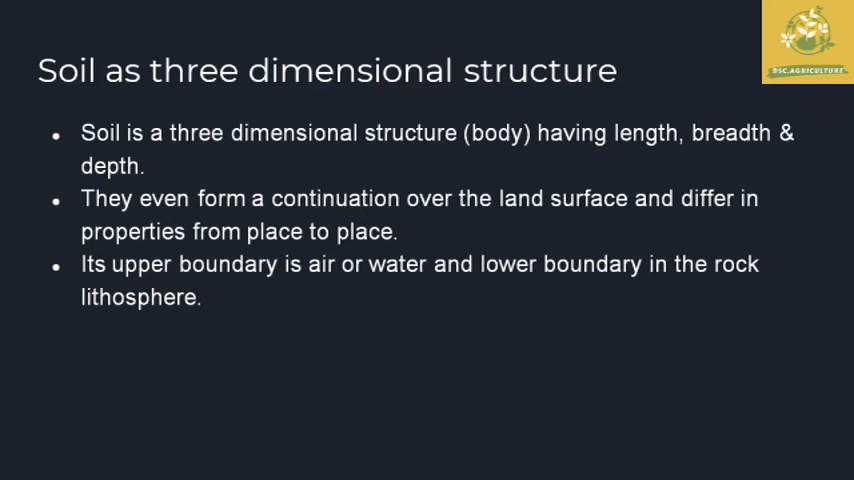 DSC.AGRICULTURE
Soil as three dimensional structure
• Soil is a three dimensional structure (body) having length, breadth &
depth.
• They even form a continuation over the land surface and differ in
properties from place to place.
• Its upper boundary is air or water and lower boundary in the rock
lithosphere.